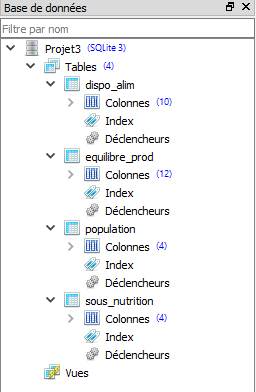 Base de données
Filtre par nom
Projet3 (SQLite 3)
Tables (4)
dispo_alim
Colonnes (10)
Index
Déclencheurs
equilibre_prod
Colonnes (12)
Index
Déclencheurs
population
Colonnes (4)
Index
Déclencheurs
sous_nutrition
Colonnes (4)
Index
Déclencheurs
Vues